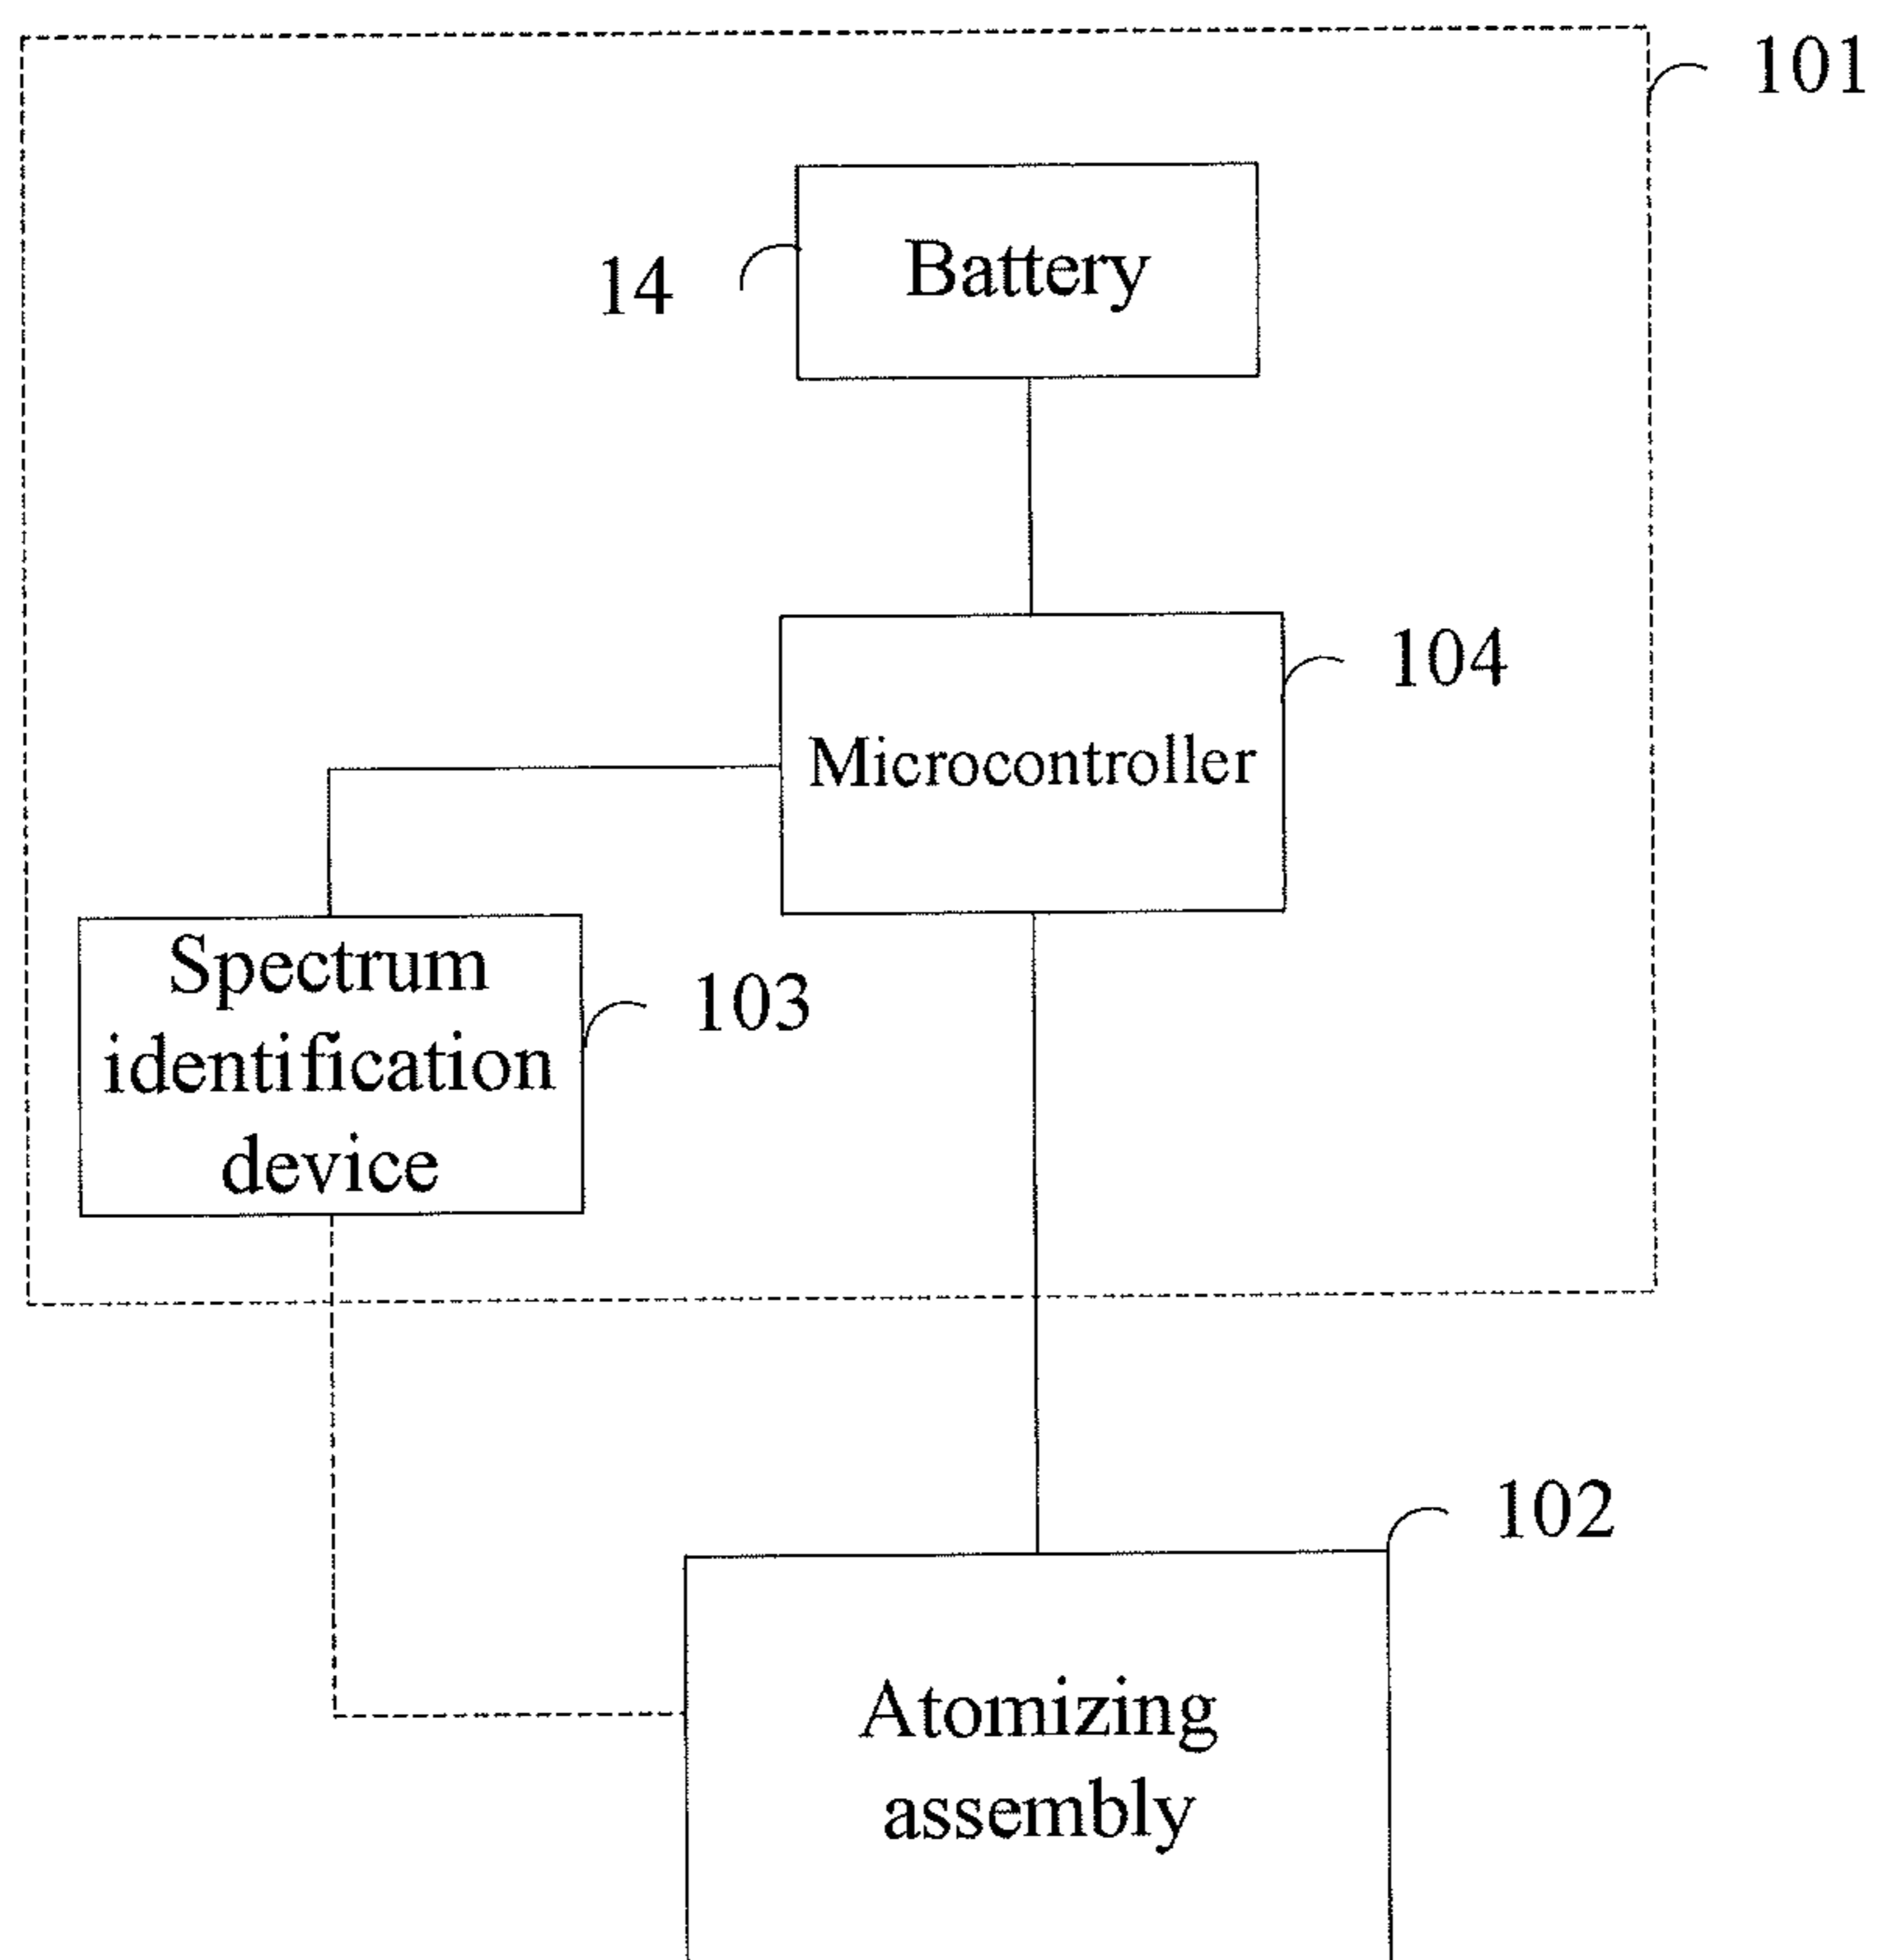 101
Battery
14
104
Microcontroller
Spectrum
identification
device
103
102
Atomizing
assembly